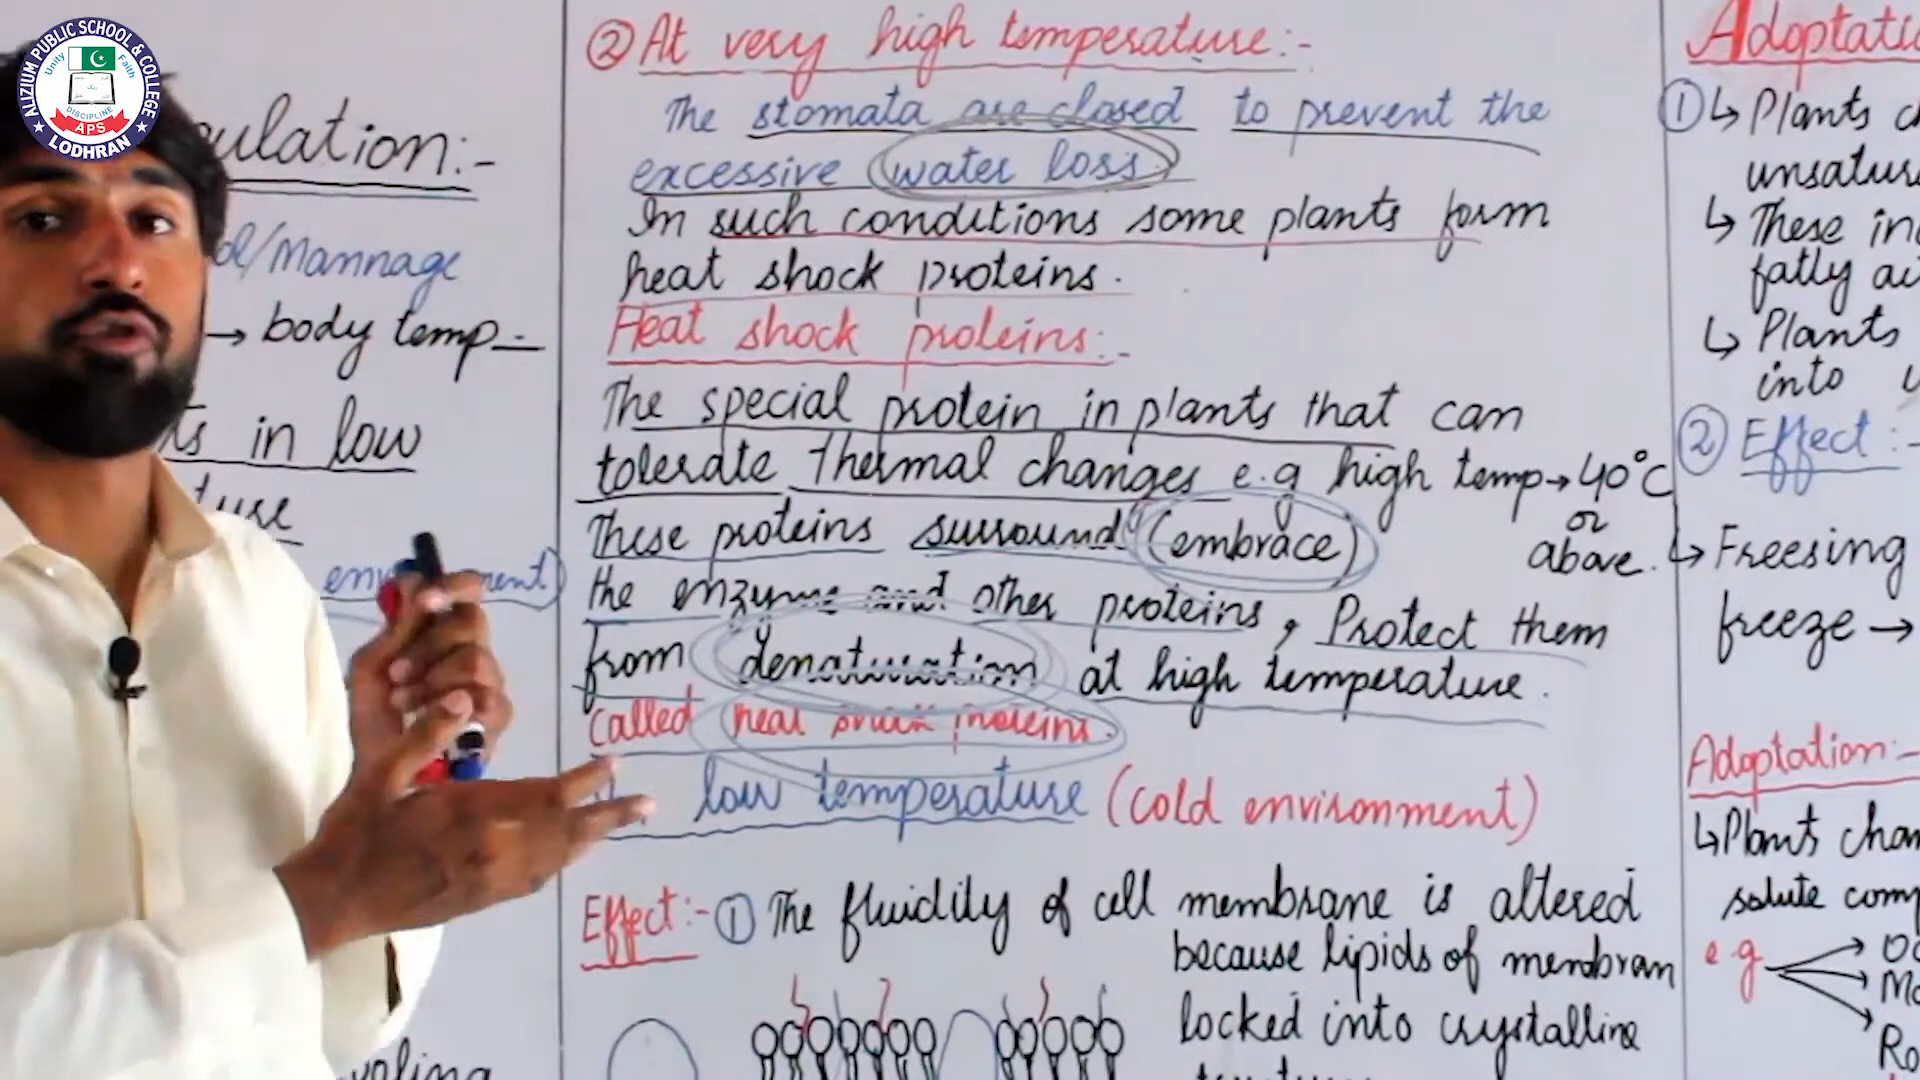 ALIZIUM PUBLIC SCHOOL & COLLEGE
Unity
Faith
DISCIPLINE
APS
LODHRAN
ulation:-
/Mannage
→ body temp
in low
② At very high temperature:-
The stomata are closed to prevent the
excessive (water loss)
In such conditions some plants form
heat shock proteins.
Heat shock proteins:-
The special protein in plants that can
tolerate thermal changes e.g high temp→40°C
or
above.
These proteins surround (embrace)
the enzyme and other proteins, Protect them
from denaturation at high temperature.
Called heat shock proteins.
low temperature (cold environment)
Effect:- ① The fluidity of cell membrane is altered
because lipids of membran
locked into crystalline
Adoptati
① ↳ Plants c
unsatur
↳ These in
fatly
↳ Plants
into
② Effect:-
↳ Freesing
freeze →
Adoptation:-
↳ Plants chan
solute com
e.g